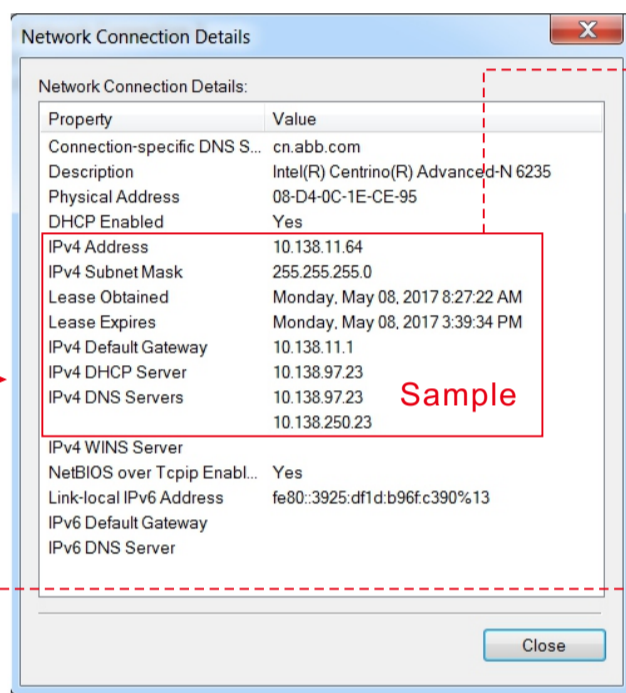 Network Connection Details
Network Connection Details:
Property Value
Connection-specific DNS S... cn.abb.com
Description Intel(R) Centrino(R) Advanced-N 6235
Physical Address 08-D4-0C-1E-CE-95
DHCP Enabled Yes
IPv4 Address 10.138.11.64
IPv4 Subnet Mask 255.255.255.0
Lease Obtained Monday, May 08, 2017 8:27:22 AM
Lease Expires Monday, May 08, 2017 3:39:34 PM
IPv4 Default Gateway 10.138.11.1
IPv4 DHCP Server 10.138.97.23
IPv4 DNS Servers 10.138.97.23
Sample
10.138.250.23
IPv4 WINS Server
NetBIOS over Tcpip Enabl... Yes
Link-local IPv6 Address fe80::3925:df1d:b96f:c390%13
IPv6 Default Gateway
IPv6 DNS Server
Close